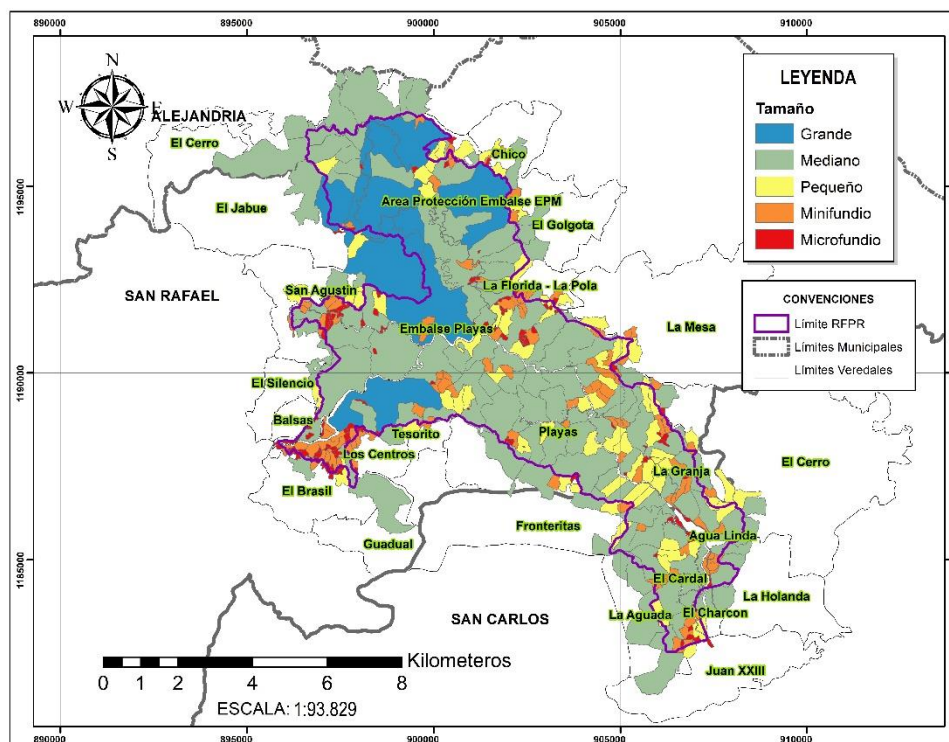 890000
895000
900000
905000
910000
LEYENDA
Tamaño
Grande
Mediano
Pequeño
Minifundio
Microfundio
CONVENCIONES
Límite RFPR
Límites Municipales
Límites Veredales
N
W
E
S
ALEJANDRIA
El Cerro
Chico
1195000
1195000
Area Protección Embalse EPM
El Jabue
El Golgota
SAN RAFAEL
San Agustin
La Florida - La Pola
Embalse Playas
La Mesa
1190000
1190000
El Silencio
Balsas
Tesorito
Playas
Los Centros
La Granja
El Cerro
El Brasil
Fronteritas
Agua Linda
Guadual
1185000
1185000
El Cardal
La Holanda
La Aguada
El Charcon
SAN CARLOS
Juan XXIII
Kilometeros
0 1 2 4 6 8
ESCALA: 1:93.829
890000
895000
900000
905000
910000